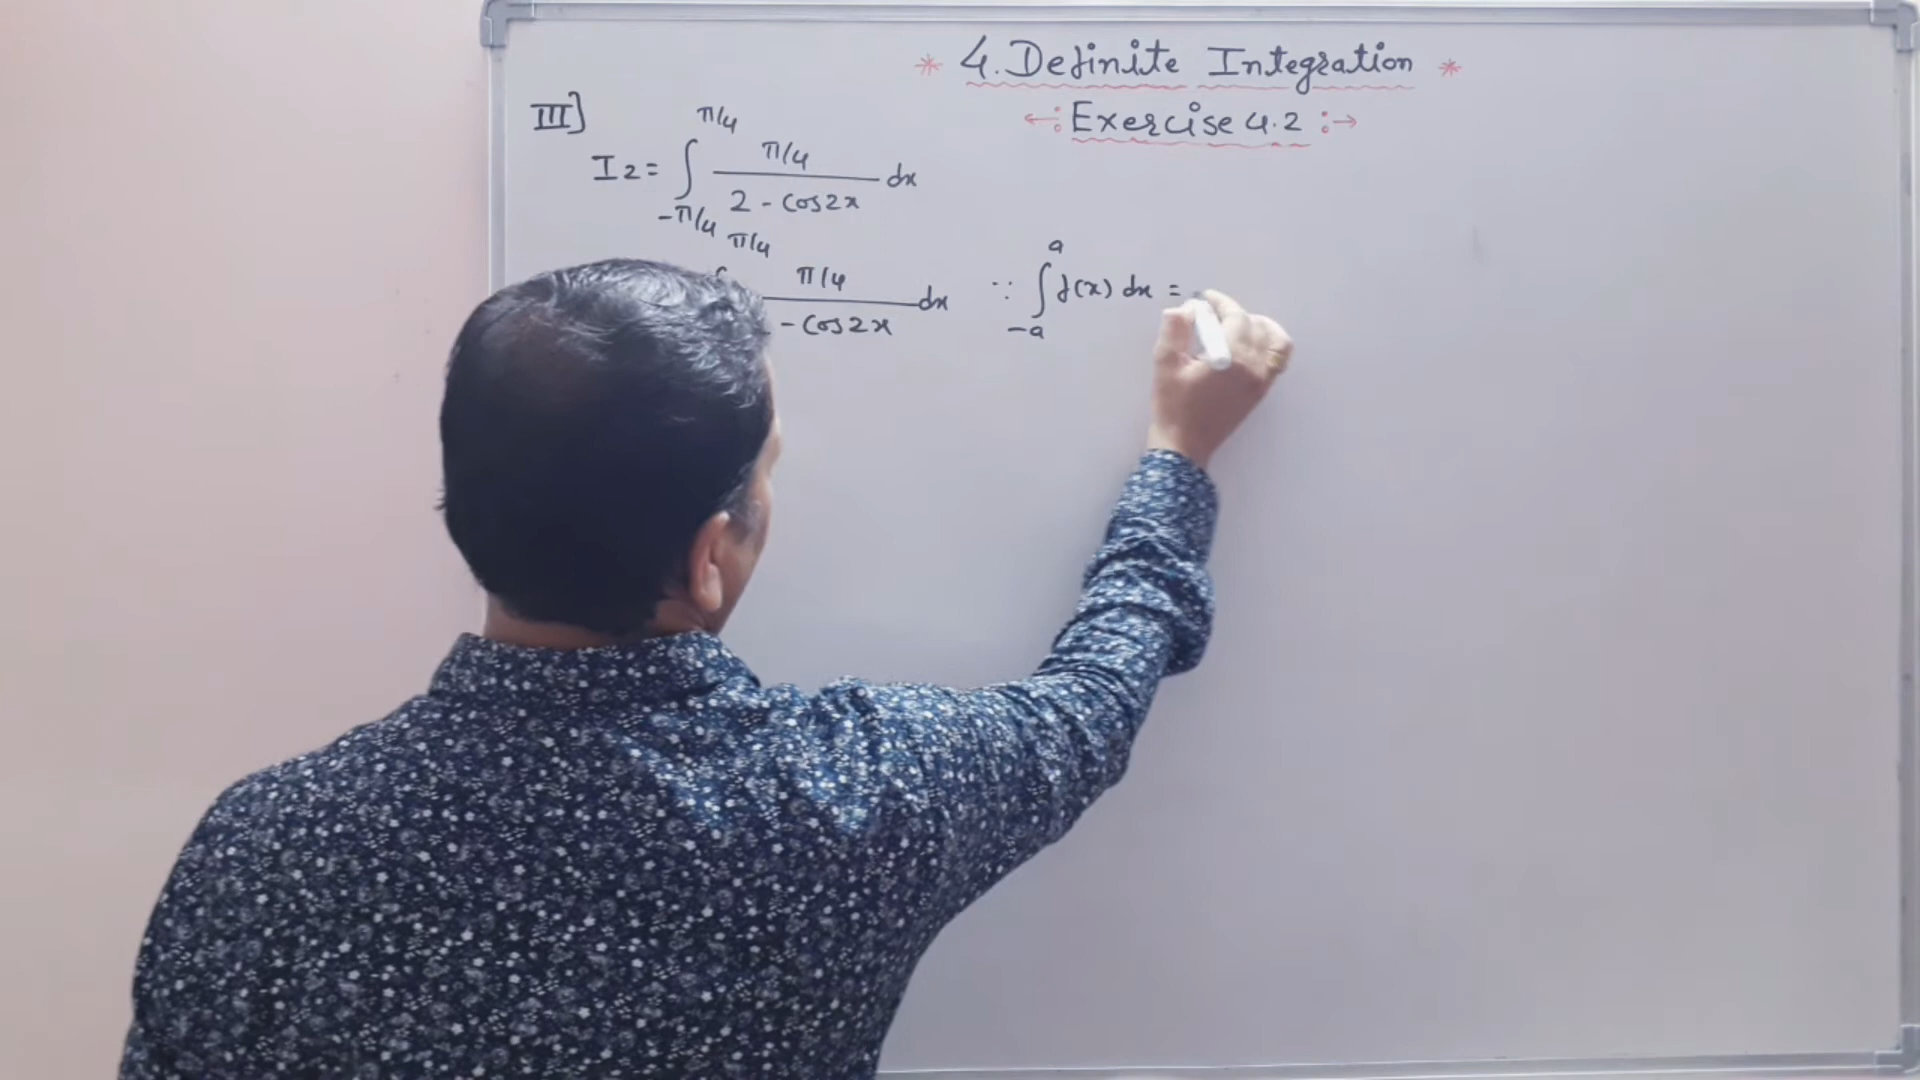 * 4. Definite Integration *
←: Exercise 4.2 :→
III]
I2 = ∫_{-π/4}^{π/4} (π/4)/(2 - cos2x) dx
π/4 π/4 / - cos2x dx ∵ ∫_{-a}^{a} f(x) dx =